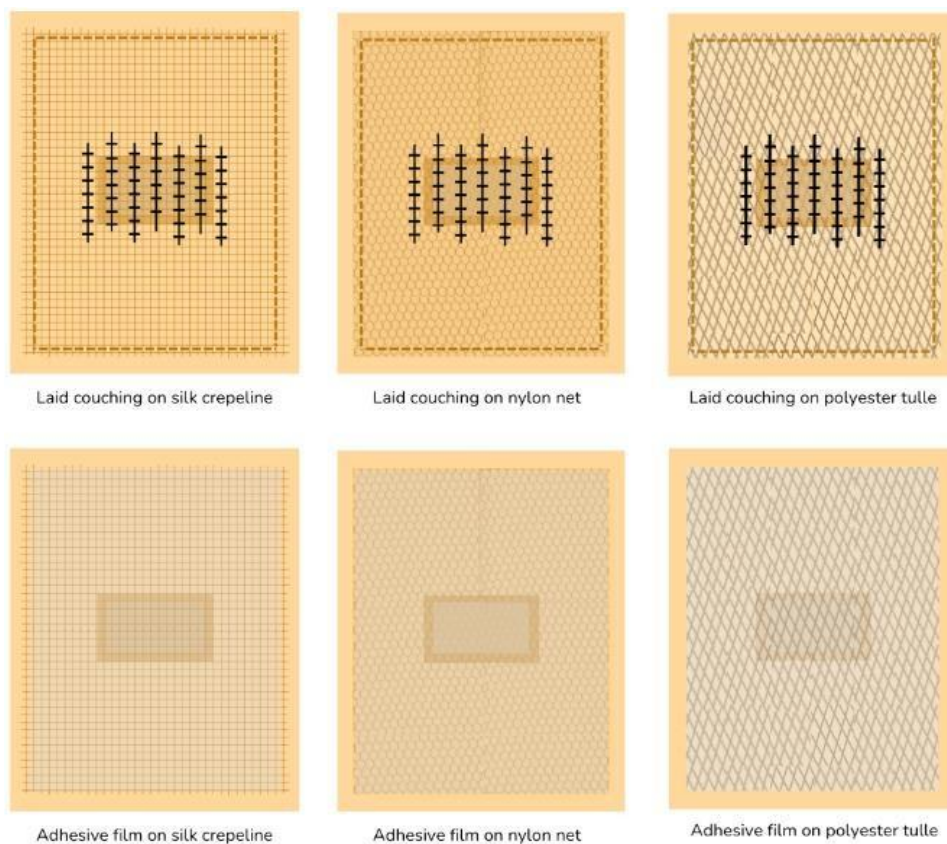 Laid couching on silk crepeline
Laid couching on nylon net
Laid couching on polyester tulle
Adhesive film on silk crepeline
Adhesive film on nylon net
Adhesive film on polyester tulle